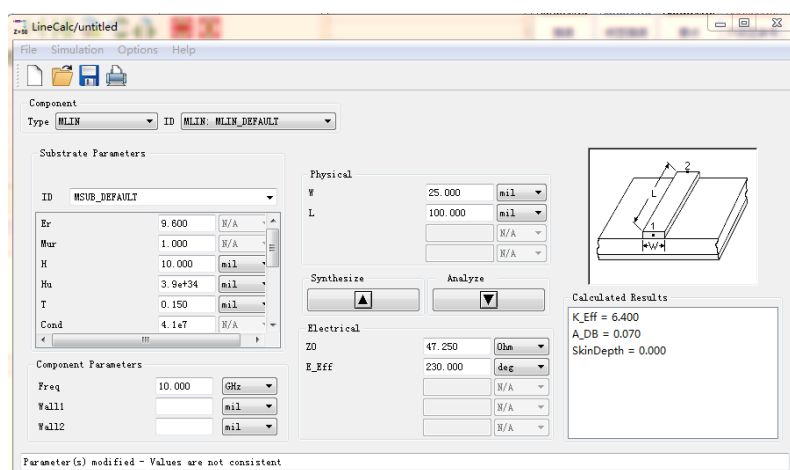 LineCalc/untitled
File Simulation Options Help
Component
Type MLIN ID MLIN: MLIN_DEFAULT
Substrate Parameters
ID MSUB_DEFAULT
Er 9.600 N/A
Mur 1.000 N/A
H 10.000 mil
Hu 3.9e+34 mil
T 0.150 mil
Cond 4.1e7 N/A
Component Parameters
Freq 10.000 GHz
Wall1 mil
Wall2 mil
Physical
W 25.000 mil
L 100.000 mil
N/A
N/A
Synthesize Analyze
Electrical
Z0 47.250 Ohm
E_Eff 230.000 deg
N/A
N/A
N/A
2
L
1
W
Calculated Results
K_Eff = 6.400
A_DB = 0.070
SkinDepth = 0.000
Parameter(s) modified - Values are not consistent